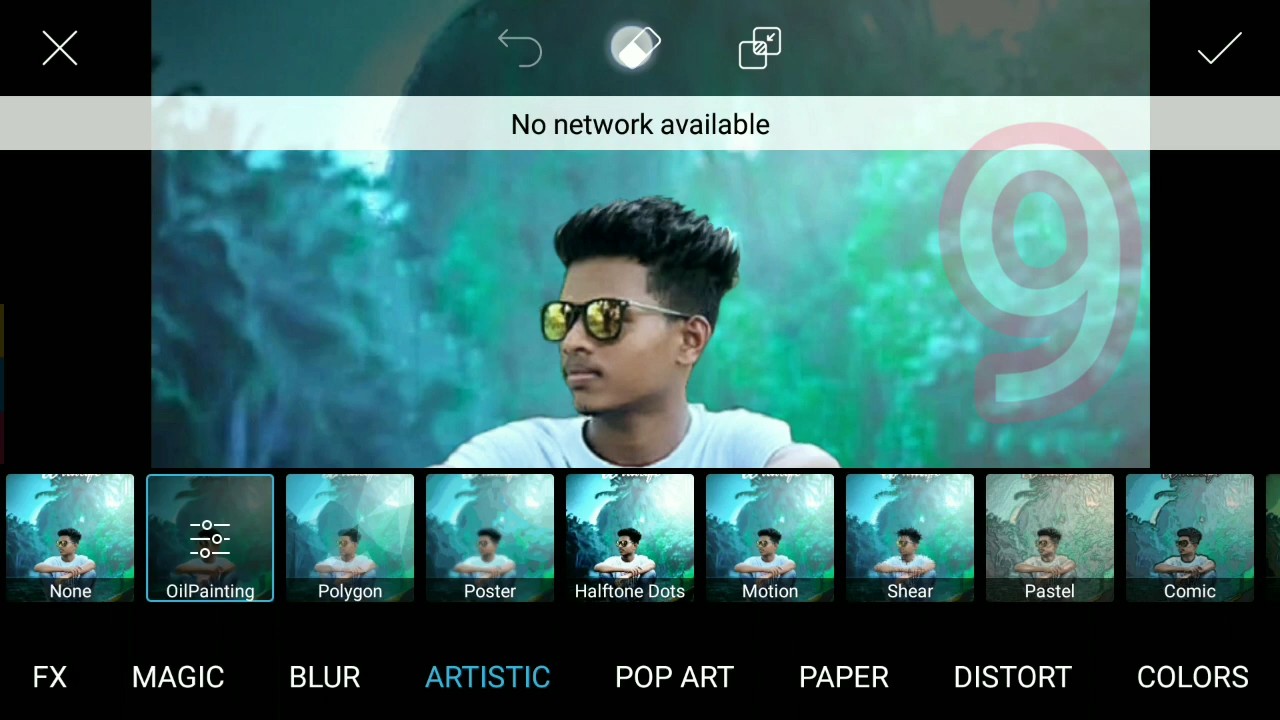 No network available
9
None
OilPainting
Polygon
Poster
Halftone Dots
Motion
Shear
Pastel
Comic
FX
MAGIC
BLUR
ARTISTIC
POP ART
PAPER
DISTORT
COLORS